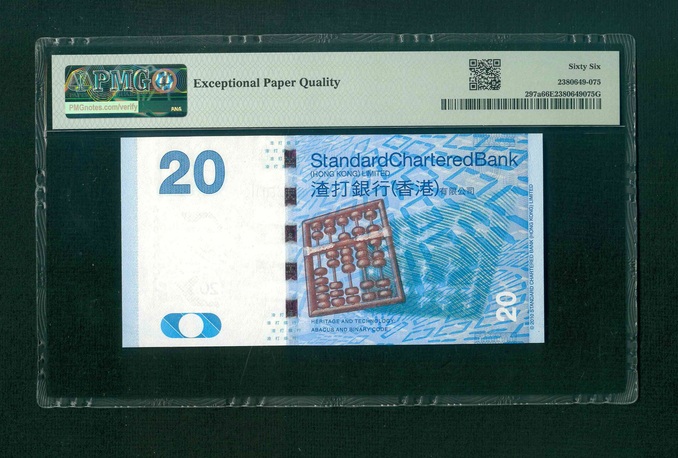 PMG
PMGnotes.com/verify
Exceptional Paper Quality
Sixty Six
2380649-075
297a66E2380649075G
20
StandardCharteredBank
(HONG KONG) LIMITED
渣打銀行(香港)有限公司
HERITAGE AND TECHNOLOGY
ABACUS AND BINARY CODE
20